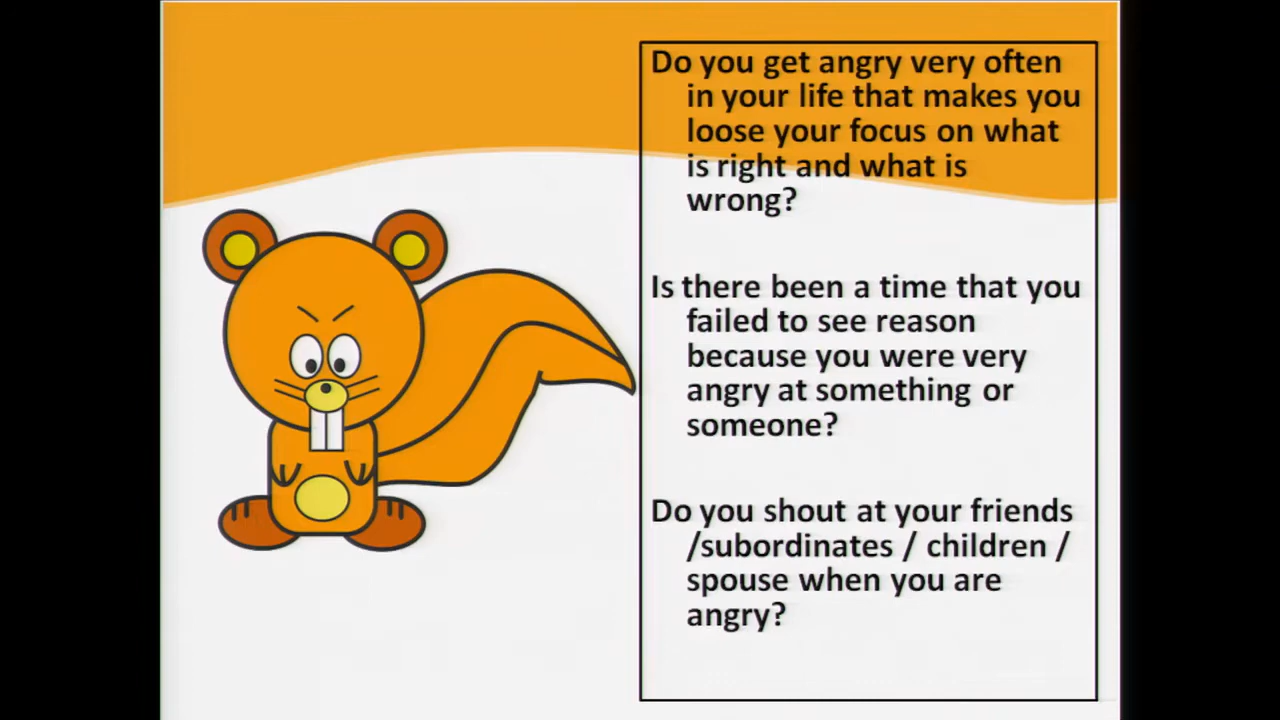 Do you get angry very often
in your life that makes you
loose your focus on what
is right and what is
wrong?
Is there been a time that you
failed to see reason
because you were very
angry at something or
someone?
Do you shout at your friends
/subordinates / children /
spouse when you are
angry?